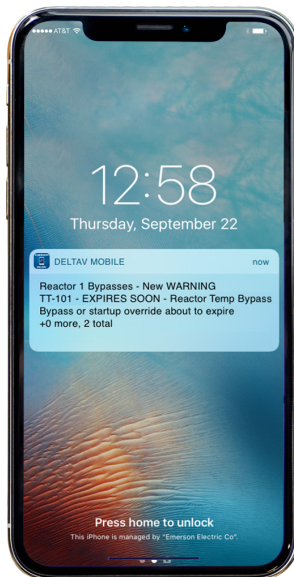 AT&T
12:58
Thursday, September 22
DELTAV MOBILE now
Reactor 1 Bypasses - New WARNING
TT-101 - EXPIRES SOON - Reactor Temp Bypass
Bypass or startup override about to expire
+0 more, 2 total
Press home to unlock
This iPhone is managed by "Emerson Electric Co".